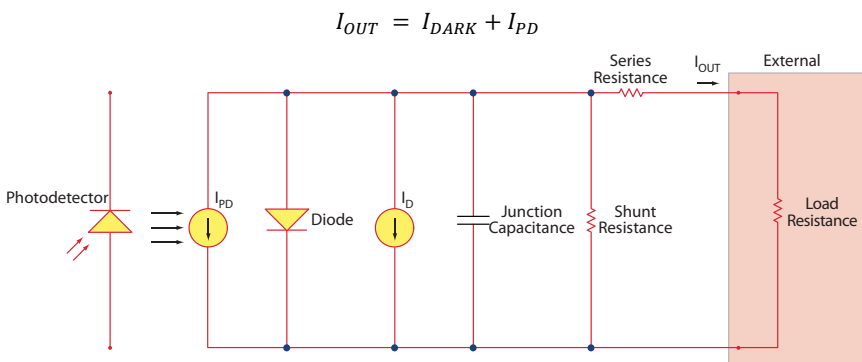 I_OUT = I_DARK + I_PD
Series
Resistance
I_OUT
External
Photodetector
I_PD
Diode
I_D
Junction
Capacitance
Shunt
Resistance
Load
Resistance